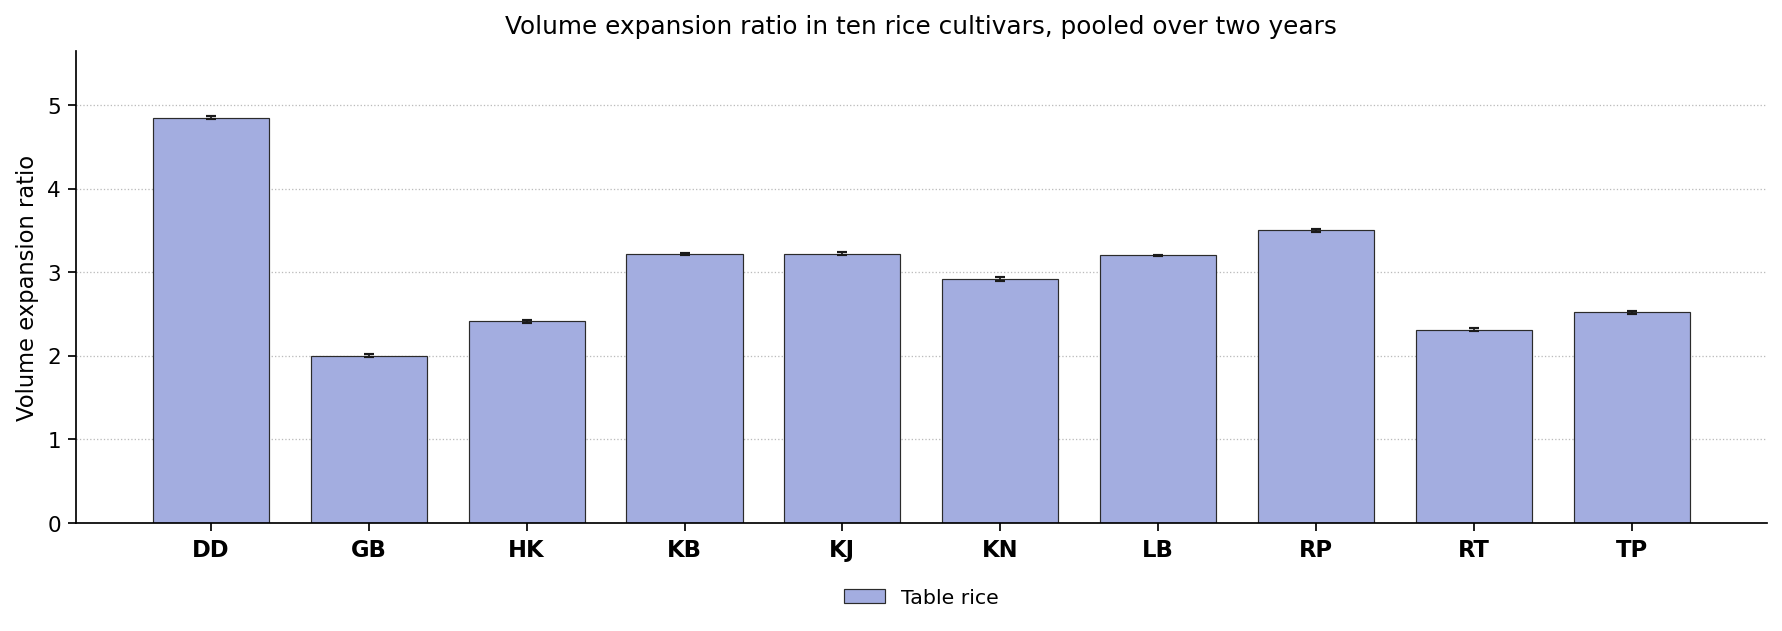 Volume expansion ratio in ten rice cultivars, pooled over two years
Volume expansion ratio
5
4
3
2
1
0
DD GB HK KB KJ KN LB RP RT TP
Table rice